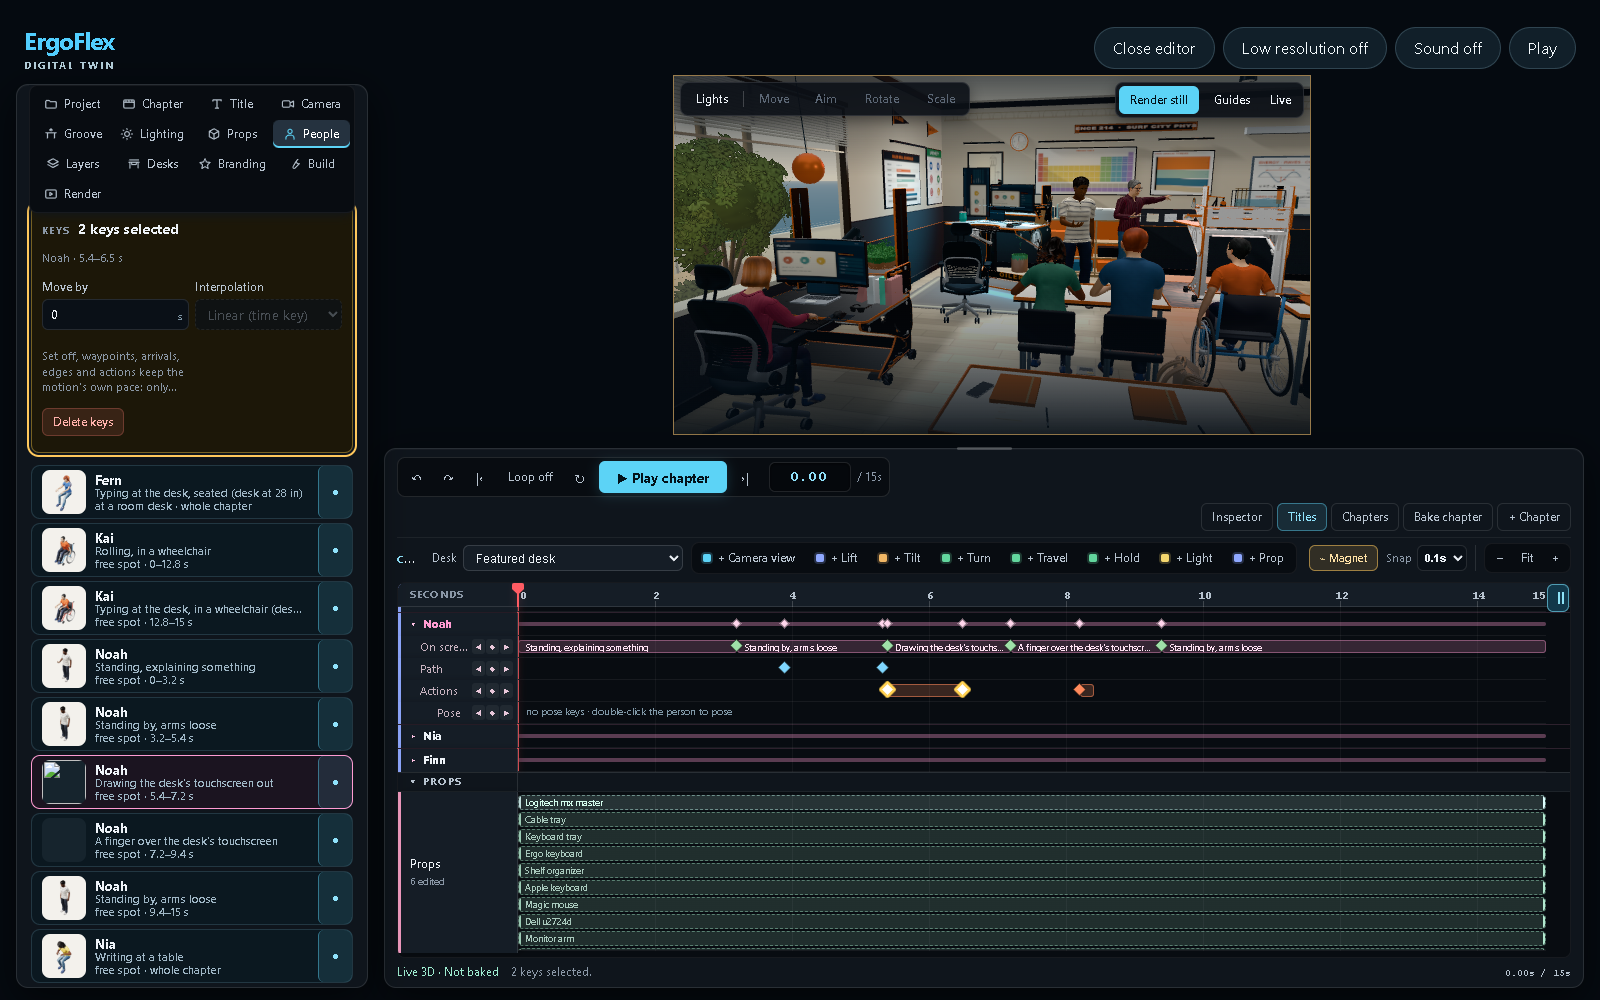 ErgoFlex
DIGITAL TWIN
Close editor
Low resolution off
Sound off
Play
Project
Chapter
Title
Camera
Groove
Lighting
Props
People
Layers
Desks
Branding
Build
Render
KEYS 2 keys selected
Noah · 5.4–6.5 s
Move by
Interpolation
0 s
Linear (time key)
Set off, waypoints, arrivals,
edges and actions keep the
motion's own pace: only...
Delete keys
Fern
Typing at the desk, seated (desk at 28 in)
at a room desk · whole chapter
Kai
Rolling, in a wheelchair
free spot · 0–12.8 s
Kai
Typing at the desk, in a wheelchair (des...
free spot · 12.8–15 s
Noah
Standing, explaining something
free spot · 0–3.2 s
Noah
Standing by, arms loose
free spot · 3.2–5.4 s
Noah
Drawing the desk's touchscreen out
free spot · 5.4–7.2 s
Noah
A finger over the desk's touchscreen
free spot · 7.2–9.4 s
Noah
Standing by, arms loose
free spot · 9.4–15 s
Nia
Writing at a table
free spot · whole chapter
Lights
Move
Aim
Rotate
Scale
Render still
Guides
Live
Loop off
Play chapter
0.00 / 15s
Inspector
Titles
Chapters
Bake chapter
+ Chapter
c...
Desk
Featured desk
+ Camera view
+ Lift
+ Tilt
+ Turn
+ Travel
+ Hold
+ Light
+ Prop
Magnet
Snap
0.1s
– Fit +
SECONDS
0 2 4 6 8 10 12 14 15
Noah
On scre...
Standing, explaining something
Standing by, arms loose
Drawing the desk's touchs...
A finger over the desk's touchscr...
Standing by, arms loose
Path
Actions
Pose
no pose keys · double-click the person to pose
Nia
Finn
PROPS
Props
6 edited
Logitech mx master
Cable tray
Keyboard tray
Ergo keyboard
Shelf organizer
Apple keyboard
Magic mouse
Dell u2724d
Monitor arm
Live 3D · Not baked
2 keys selected.
0.00s / 15s